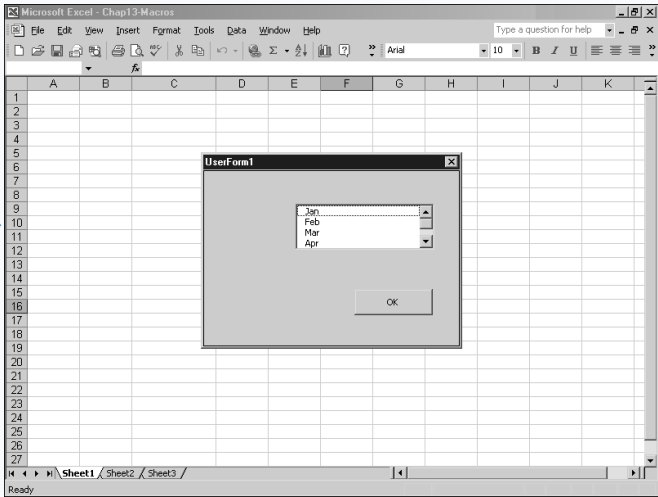 Microsoft Excel - Chap13-Macros
File Edit View Insert Format Tools Data Window Help Type a question for help
Arial 10 B I U
fx
A B C D E F G H I J K
1
2
3
4
5
6
7
8
9
10
11
12
13
14
15
16
17
18
19
20
21
22
23
24
25
26
27
UserForm1
Jan
Feb
Mar
Apr
OK
Sheet1 Sheet2 Sheet3
Ready